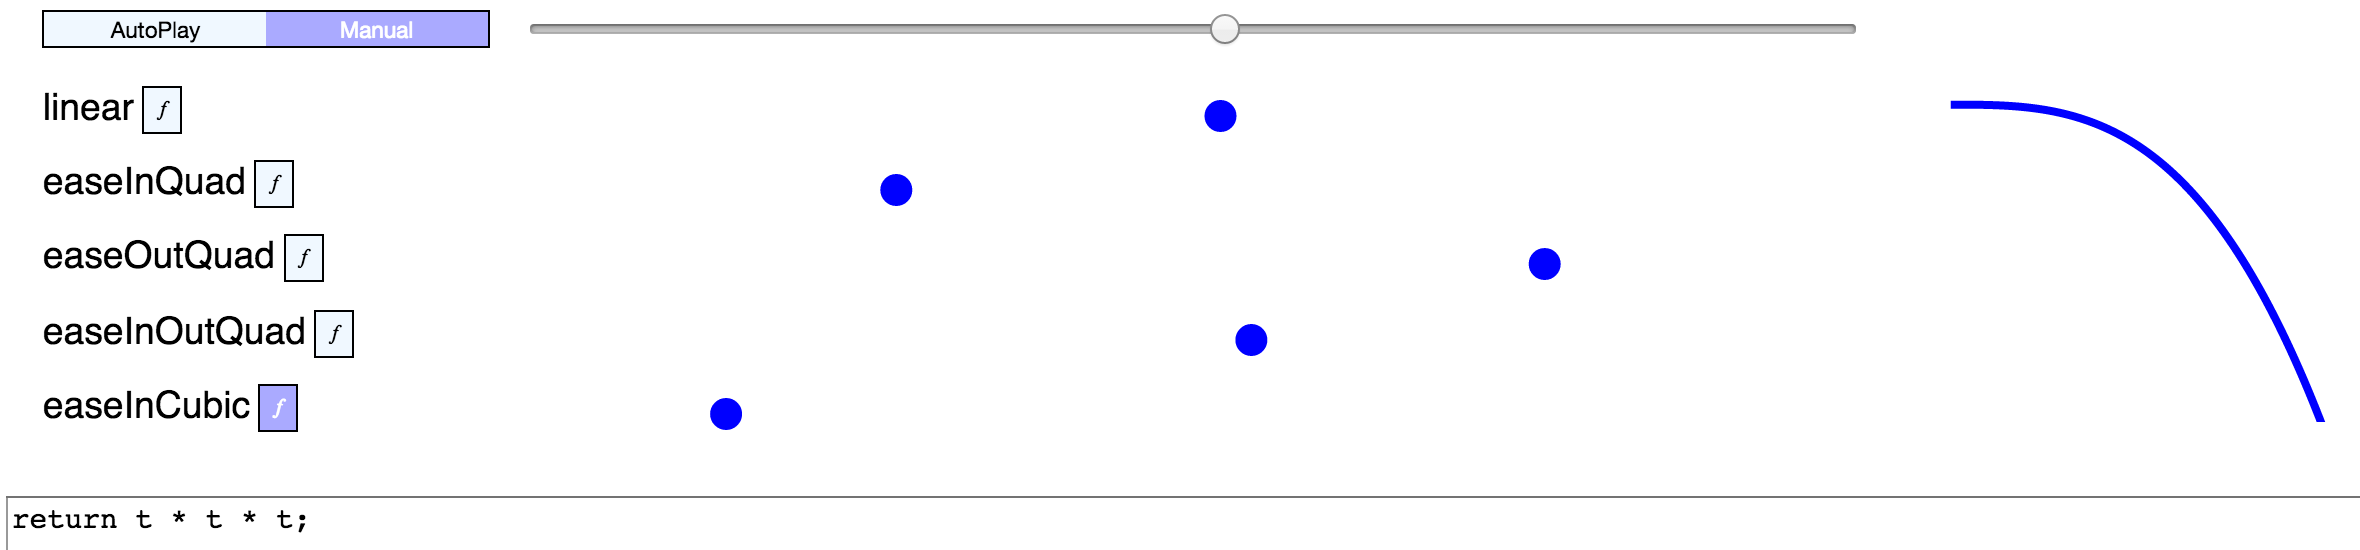 AutoPlay Manual
linear f
easeInQuad f
easeOutQuad f
easeInOutQuad f
easeInCubic f
return t * t * t;